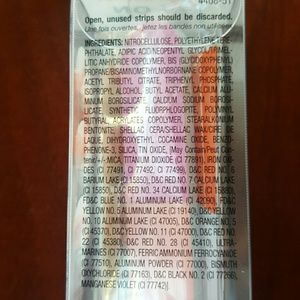 4408-51
Open, unused strips should be discarded.
Une fois ouvertes, jetez les bandes non utilisées.
INGREDIENTS: NITROCELLULOSE, POLYETHYLENE TERE-
PHTHALATE, ADIPIC ACID/NEOPENTYL GLYCOL/TRIMEL-
LITIC ANHYDRIDE COPOLYMER, BIS (GLYCIDOXYPHENYL)
PROPANE/BISAMINOMETHYLNORBORNANE COPOLYMER,
ACETYL TRIBUTYL CITRATE, TRIPHENYL PHOSPHATE,
ISOPROPYL ALCOHOL, BUTYL ACETATE, CALCIUM ALUMI-
NUM BOROSILICATE, CALCIUM SODIUM BOROSILICATE,
SYNTHETIC FLUORPHLOGOPITE, POLYVINYL
BUTYRAL, ACRYLATES COPOLYMER, STEARALKONIUM
BENTONITE, BEESWAX/CERA/SHELLAC WAX/CIRE DE
LAQUE, DIHYDROXYETHYL COCAMINE OXIDE, BENZO-
PHENONE-3, SILICA, TIN OXIDE, [May Contain/Peut Con-
tenir/+/-:MICA, TITANIUM DIOXIDE (CI 77891), IRON OX-
IDES (CI 77491, CI 77492, CI 77499), D&C RED NO. 6
BARIUM LAKE (CI 15850), D&C RED NO. 7 CALCIUM LAKE
(CI 15850), D&C RED NO. 34 CALCIUM LAKE (CI 15880),
FD&C BLUE NO. 1 ALUMINUM LAKE (CI 42090), FD&C
YELLOW NO. 5 ALUMINUM LAKE (CI 19140), D&C YELLOW
NO. 10 ALUMINUM LAKE (CI 47005), D&C ORANGE NO. 5
(CI 45370), D&C YELLOW NO. 11 (CI 47000), D&C RED NO.
22 (CI 45380), D&C RED NO. 28 (CI 45410), ULTRA-
MARINES (CI 77007), FERRIC AMMONIUM FERROCYANIDE
(CI 77510), ALUMINUM POWDER (CI 77000), BISMUTH
OXYCHLORIDE (CI 77163), D&C BLACK NO. 2 (CI 77266),
MANGANESE VIOLET (CI 77742)].